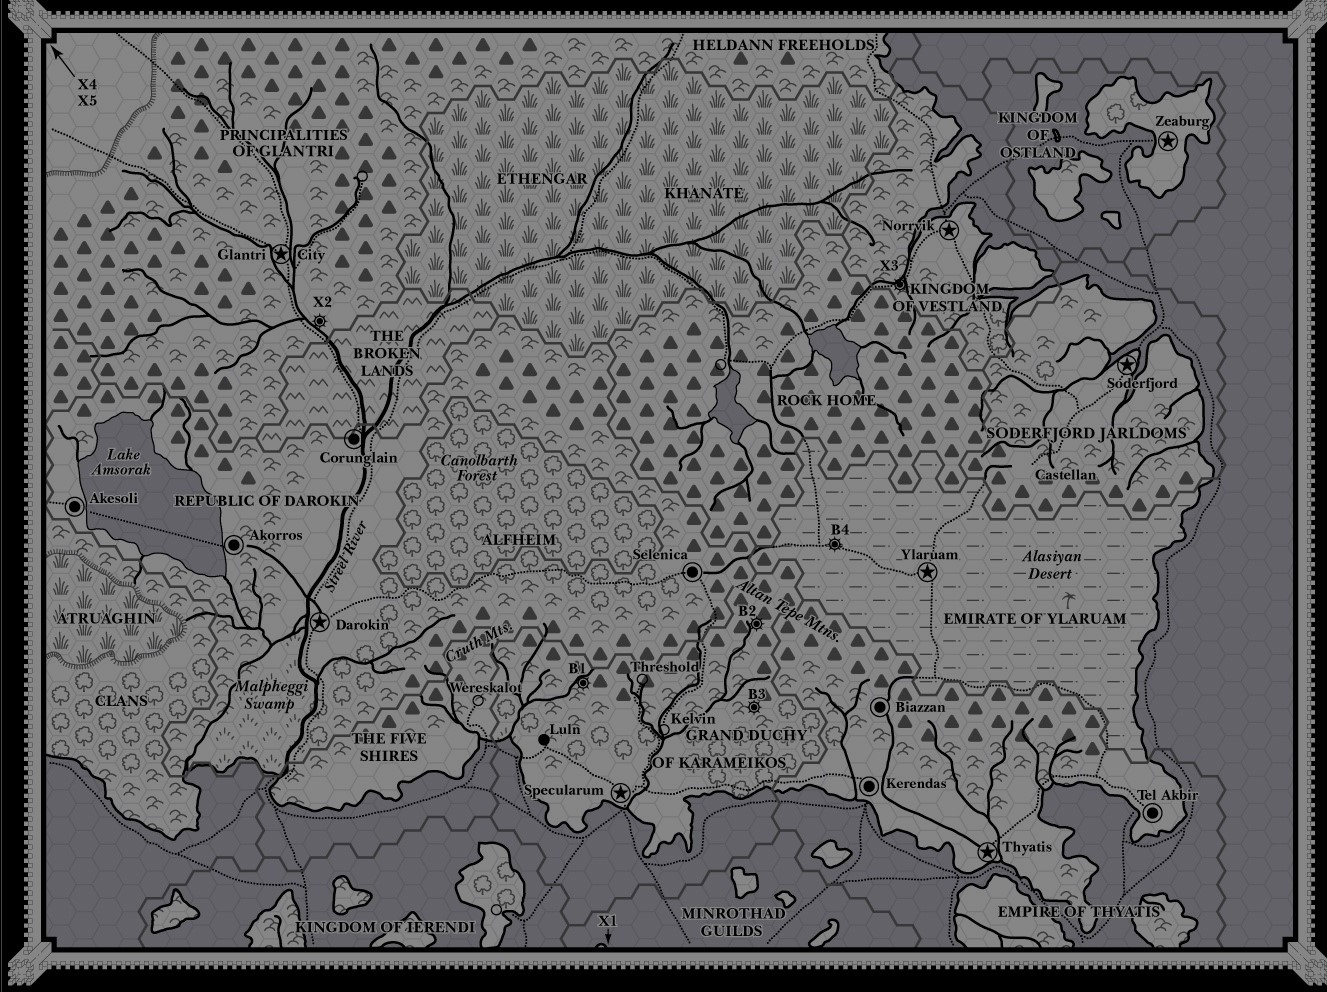 HELDANN FREEHOLDS
X4
X5
PRINCIPALITIES
OF GLANTRI
KINGDOM
OF
OSTLAND
Zeaburg
ETHENGAR
KHANATE
Norrvik
Glantri City
X3
KINGDOM
OF VESTLAND
X2
THE
BROKEN
LANDS
Soderfjord
ROCK HOME
SODERFJORD JARLDOMS
Corunglain
Lake
Amsorak
Canolbarth
Forest
Castellan
Akesoli
REPUBLIC OF DAROKIN
Akorros
Street River
ALFHEIM
Selenica
B4
Ylaruam
Alasiyan
Desert
Altan Tepe Mtns.
B2
ATRUAGHIN
Darokin
EMIRATE OF YLARUAM
Cruth Mts.
B1
Threshold
Malpheggi
Swamp
Wereskalot
B3
CLANS
Biazzan
Kelvin
Luln
GRAND DUCHY
THE FIVE
SHIRES
OF KARAMEIKOS
Specularum
Kerendas
Tel Akbir
Thyatis
KINGDOM OF IERENDI
X1
MINROTHAD
GUILDS
EMPIRE OF THYATIS